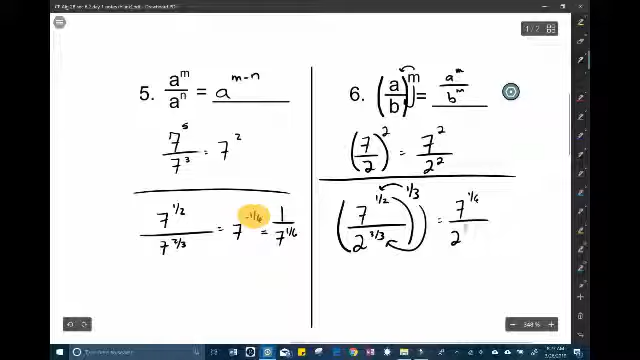 1 / 2
5. a^m/a^n = a^(m-n)
7^5/7^3 = 7^2
7^(1/2)/7^(2/3) = 7^(-1/6) = 1/7^(1/6)
6. (a/b)^m = a^m/b^m
(7/2)^2 = 7^2/2^2
(7^(1/2)/2^(3/3))^(1/3) = 7^(1/6)/2